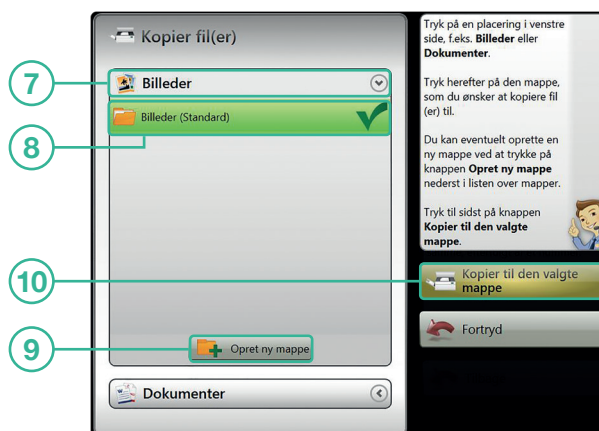 Kopier fil(er)
7
Billeder
Billeder (Standard)
8
10
9
Opret ny mappe
Dokumenter
Tryk på en placering i venstre
side, f.eks. Billeder eller
Dokumenter.
Tryk herefter på den mappe,
som du ønsker at kopiere fil
(er) til.
Du kan eventuelt oprette en
ny mappe ved at trykke på
knappen Opret ny mappe
nederst i listen over mapper.
Tryk til sidst på knappen
Kopier til den valgte
mappe.
Kopier til den valgte
mappe
Fortryd